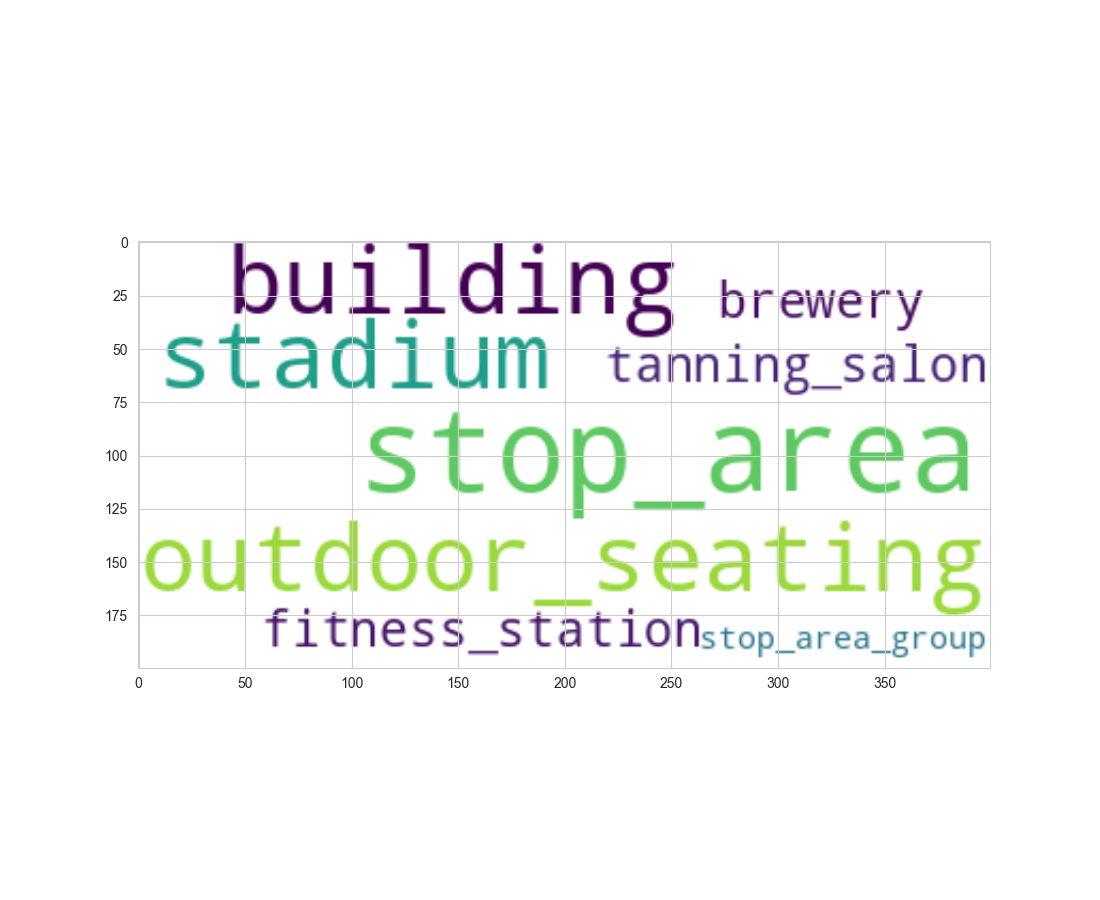 0
building
25
brewery
50
stadium
tanning_salon
75
stop_area
100
125
outdoor_seating
150
175
fitness_station
stop_area_group
0 50 100 150 200 250 300 350